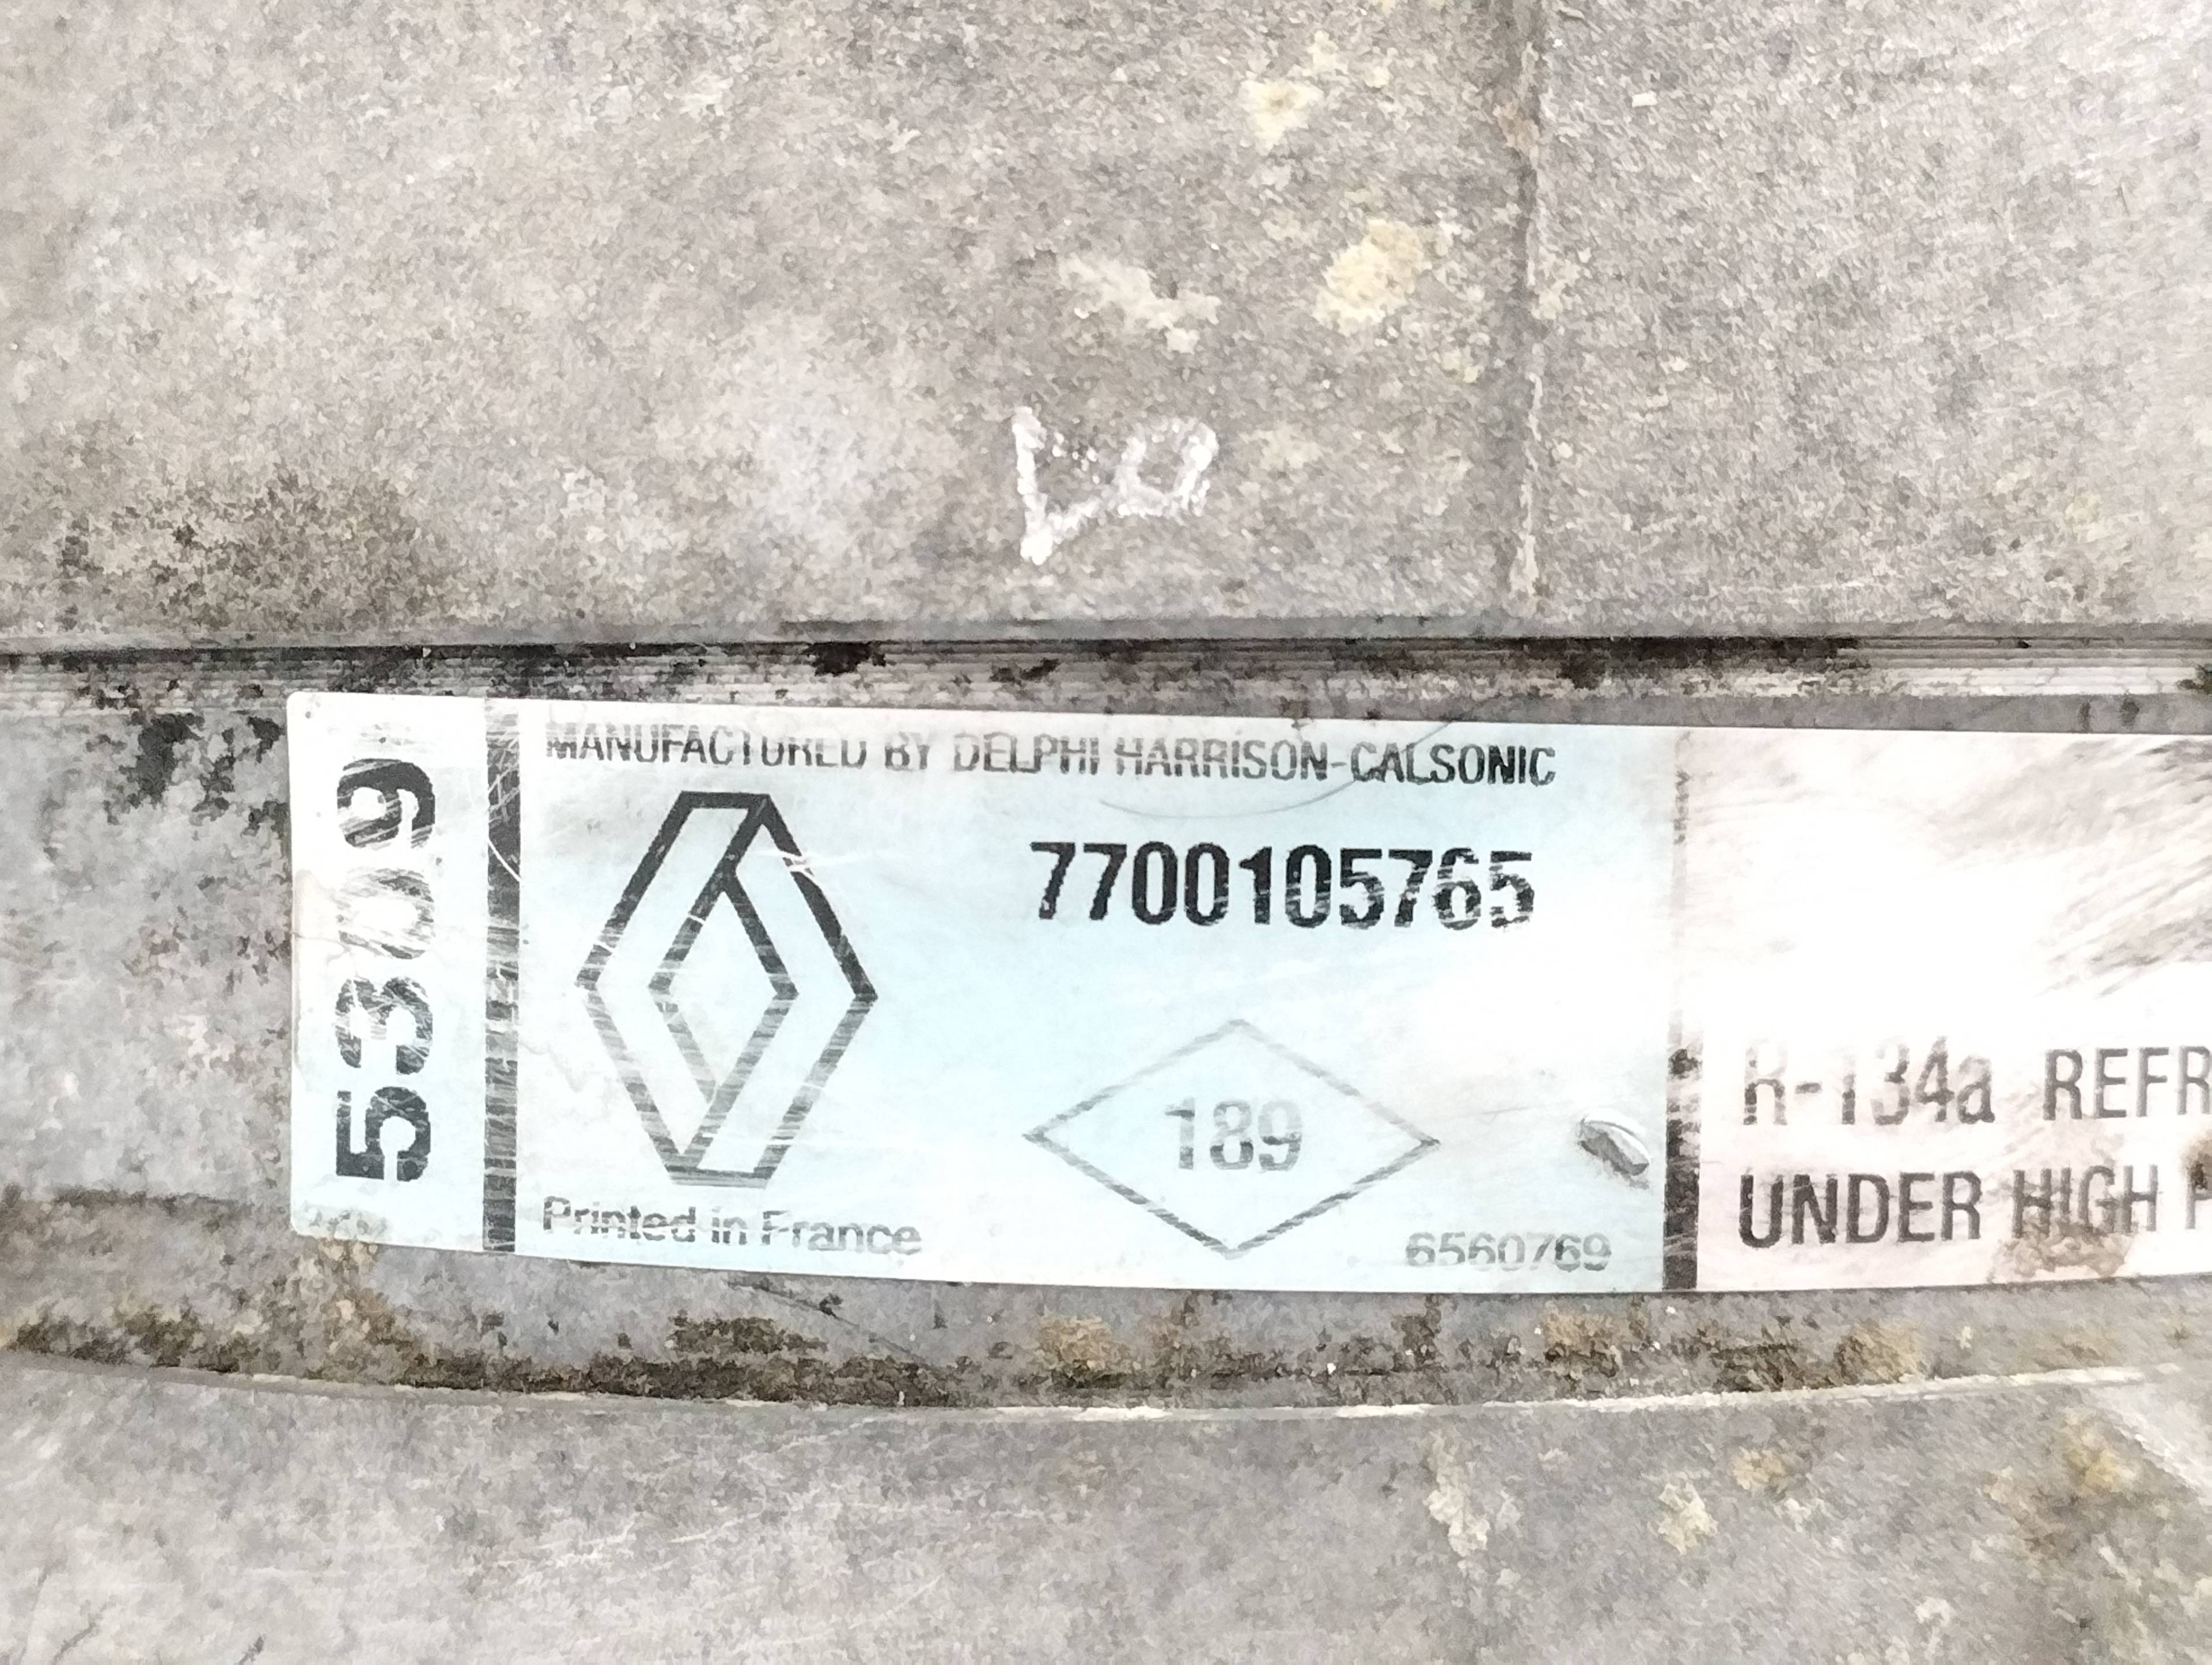 5309
MANUFACTURED BY DELPHI HARRISON-CALSONIC
7700105765
189
Printed in France
6560769
R-134a REFR
UNDER HIGH